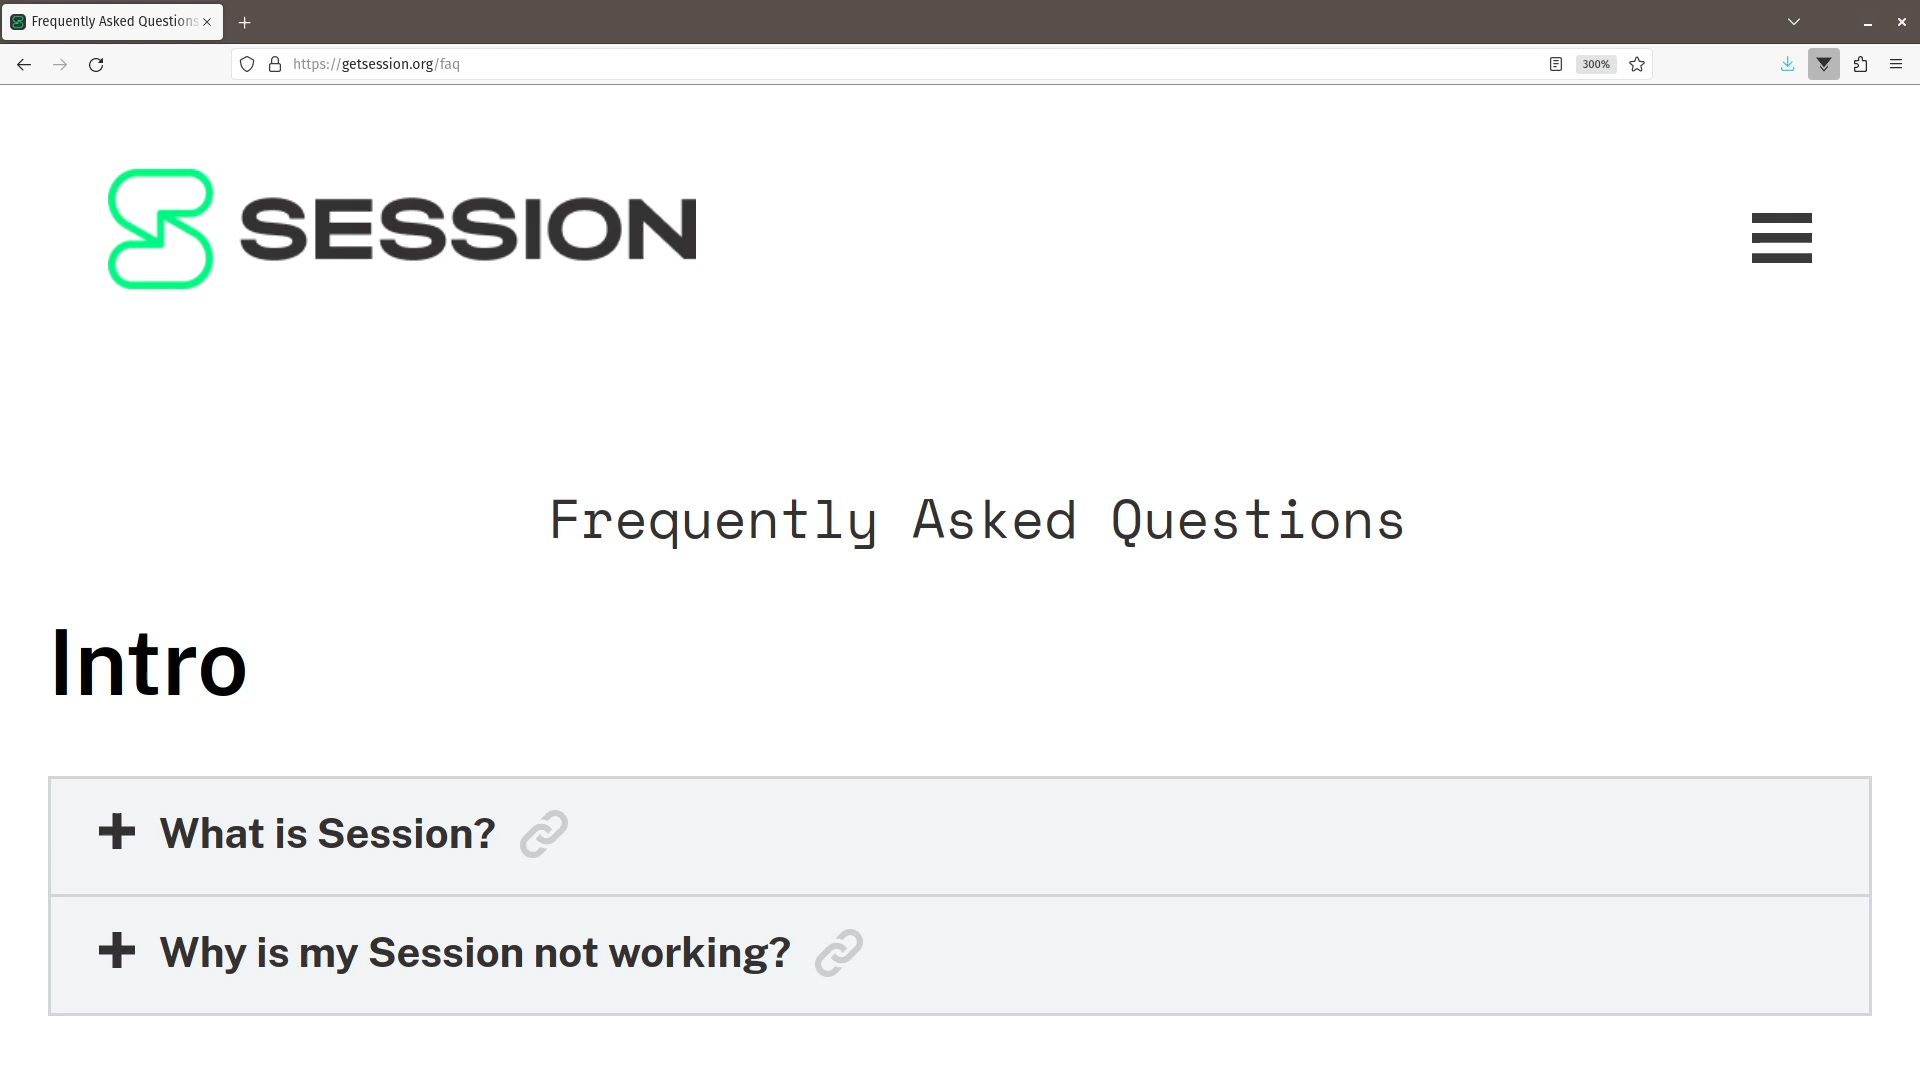 Frequently Asked Questions
https://getsession.org/faq
300%
SESSION
Frequently Asked Questions
Intro
What is Session?
Why is my Session not working?